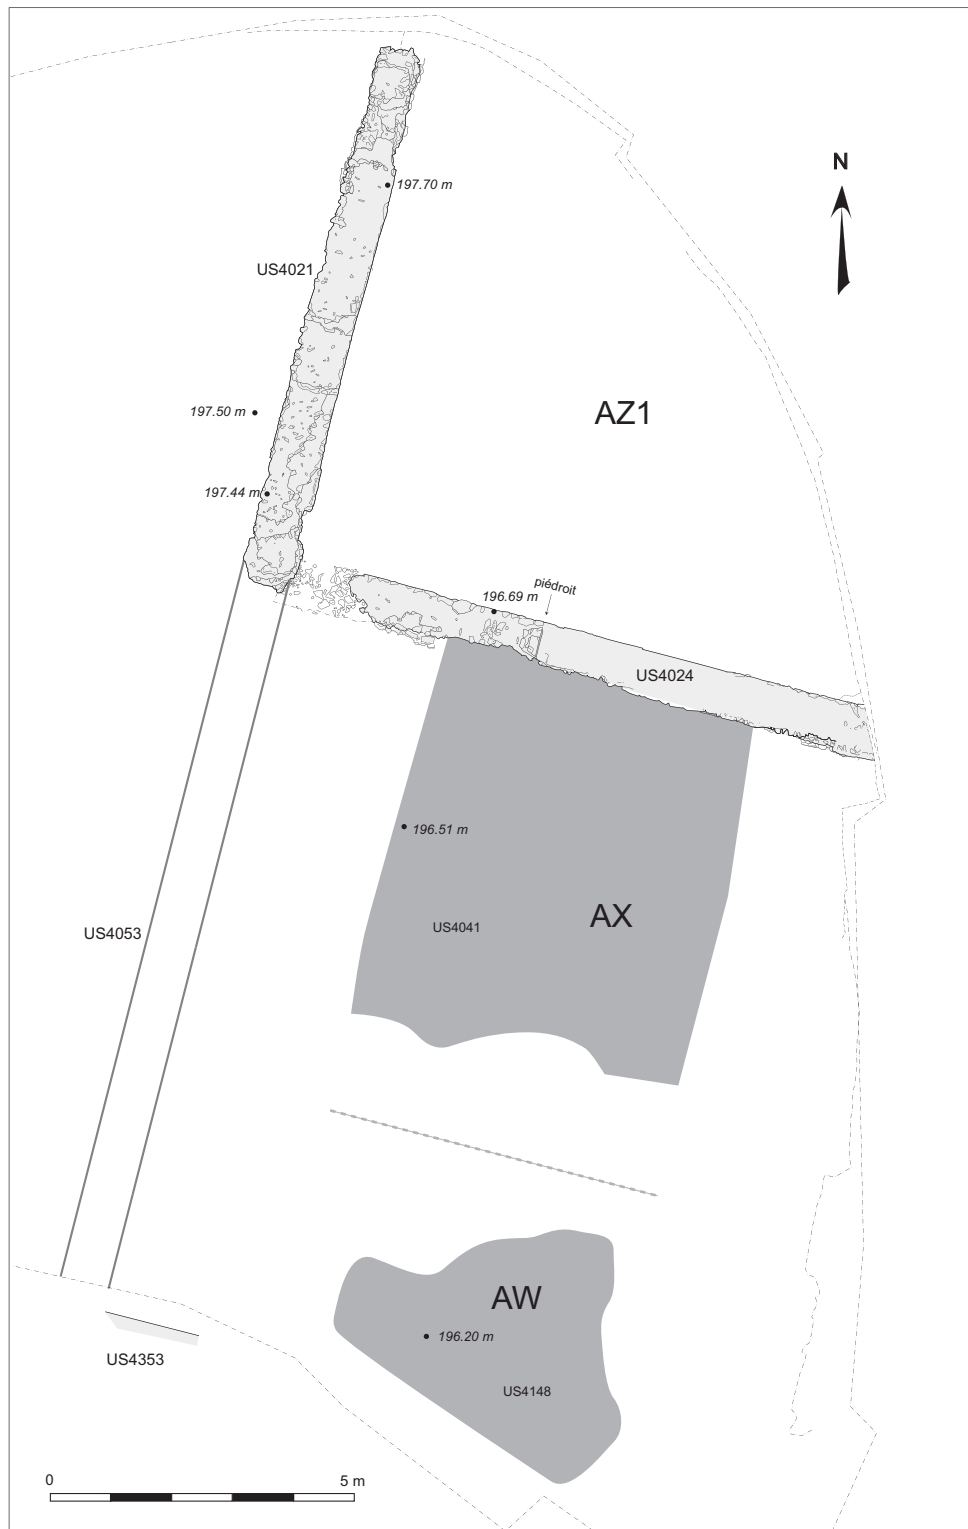 N
197.70 m
US4021
197.50 m
AZ1
197.44 m
piédroit
196.69 m
US4024
196.51 m
AX
US4041
US4053
AW
196.20 m
US4353
US4148
0
5 m